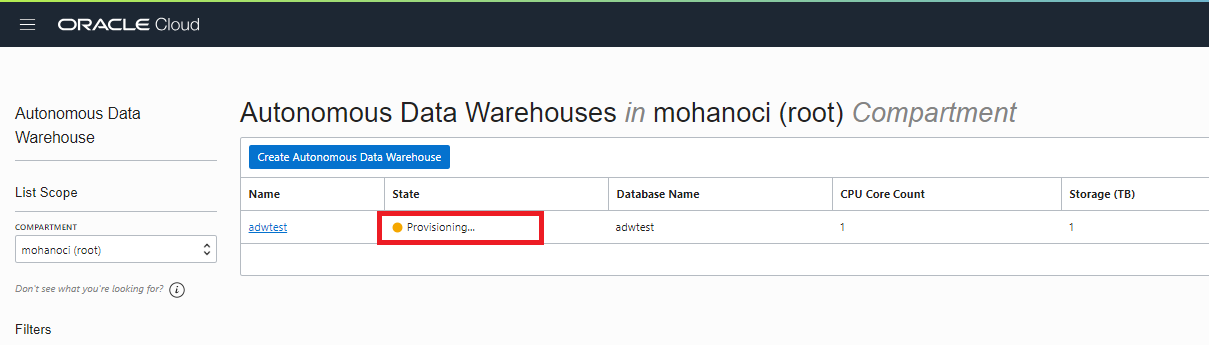 ORACLE Cloud
Autonomous Data
Warehouse
List Scope
COMPARTMENT
mohanoci (root)
Don't see what you're looking for?
Filters
Autonomous Data Warehouses in mohanoci (root) Compartment
Create Autonomous Data Warehouse
Name State Database Name CPU Core Count Storage (TB)
adwtest Provisioning... adwtest 1 1